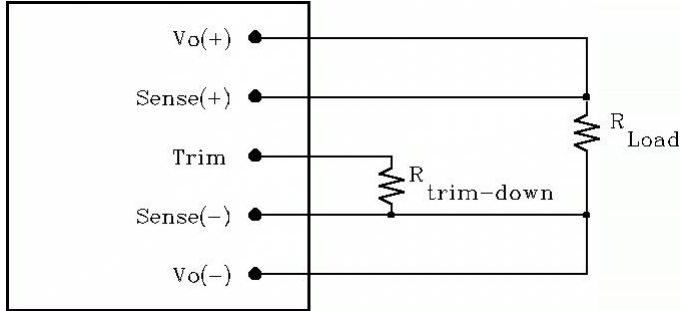 Vo(+)
Sense(+)
R
Load
Trim
R
trim-down
Sense(-)
Vo(-)